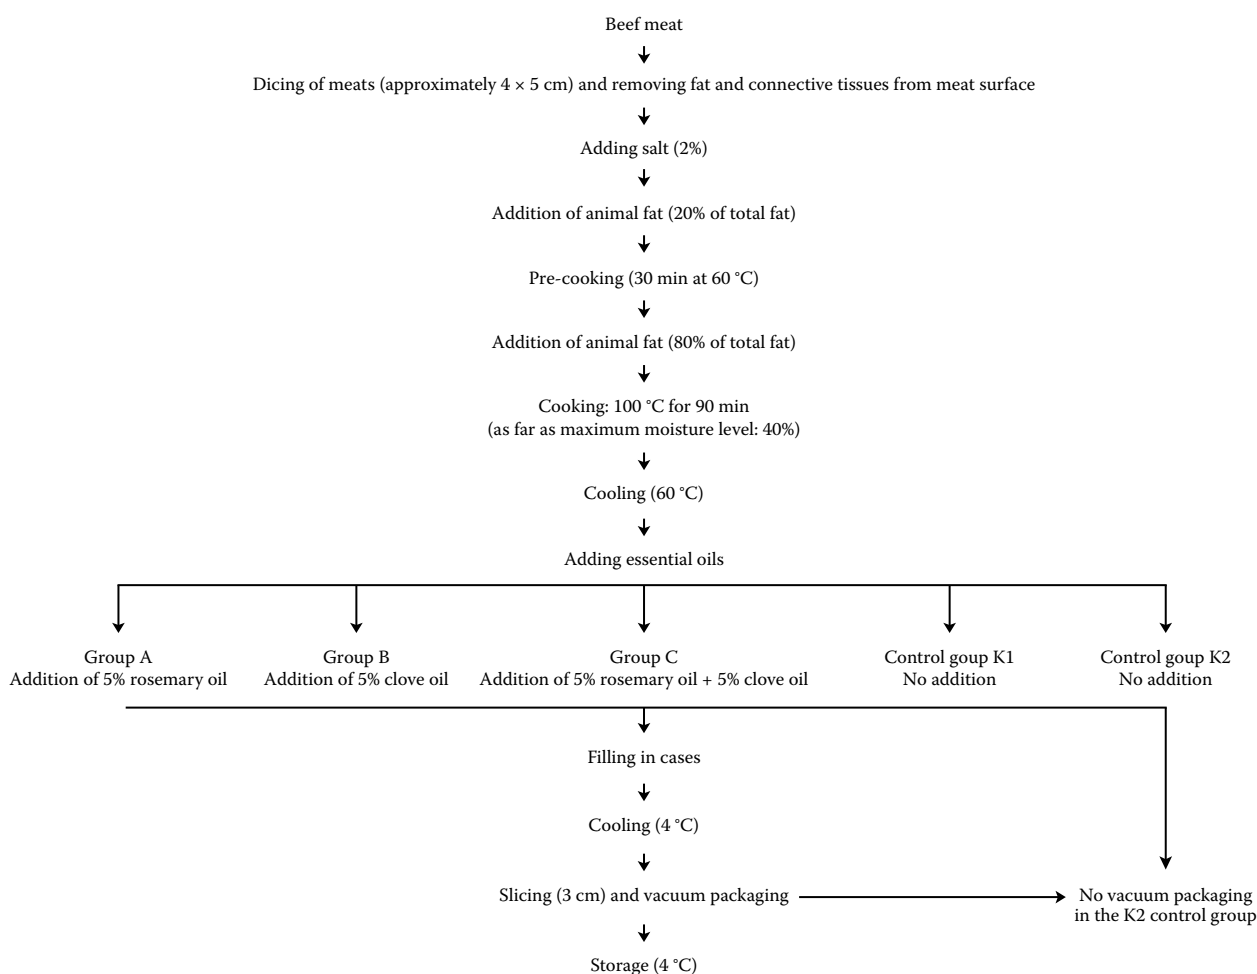 Beef meat
Dicing of meats (approximately 4 × 5 cm) and removing fat and connective tissues from meat surface
Adding salt (2%)
Addition of animal fat (20% of total fat)
Pre-cooking (30 min at 60 °C)
Addition of animal fat (80% of total fat)
Cooking: 100 °C for 90 min
(as far as maximum moisture level: 40%)
Cooling (60 °C)
Adding essential oils
Group A
Addition of 5% rosemary oil
Group B
Addition of 5% clove oil
Group C
Addition of 5% rosemary oil + 5% clove oil
Control goup K1
No addition
Control goup K2
No addition
Filling in cases
Cooling (4 °C)
Slicing (3 cm) and vacuum packaging
No vacuum packaging
in the K2 control group
Storage (4 °C)